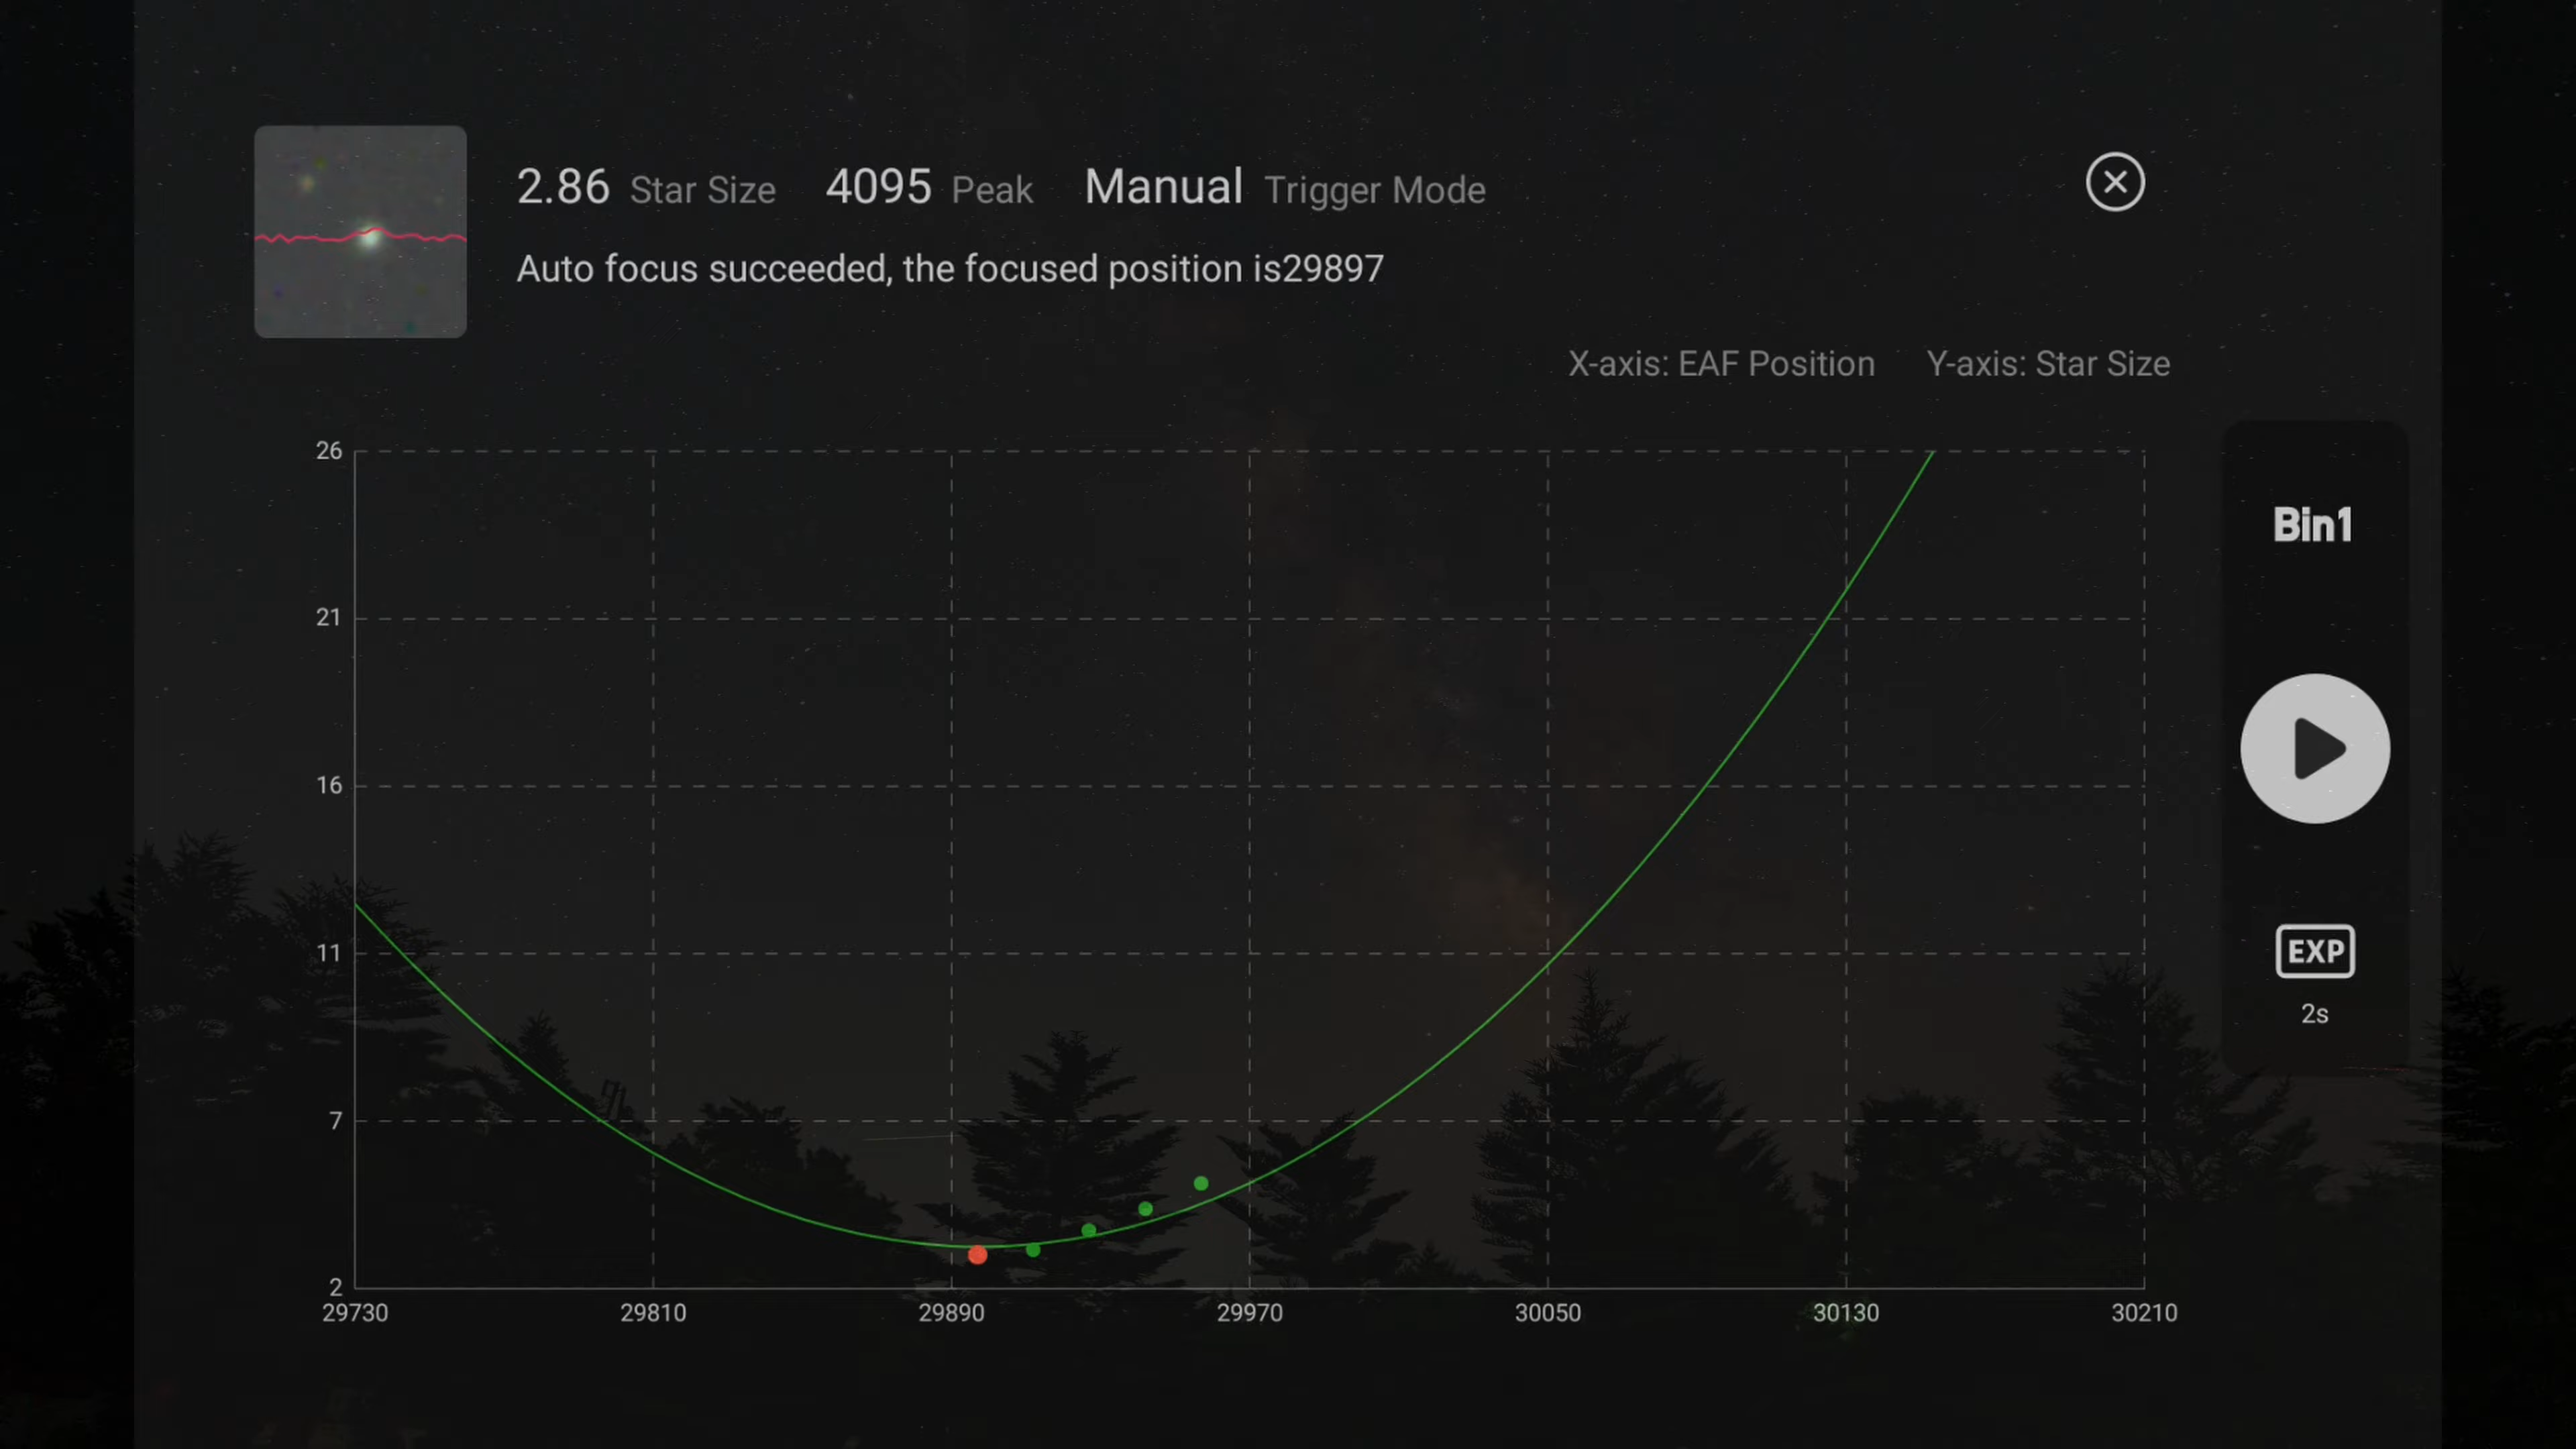 2.86 Star Size 4095 Peak Manual Trigger Mode
Auto focus succeeded, the focused position is29897
X-axis: EAF Position Y-axis: Star Size
26
21
16
11
7
2
29730 29810 29890 29970 30050 30130 30210
Bin1
EXP
2s